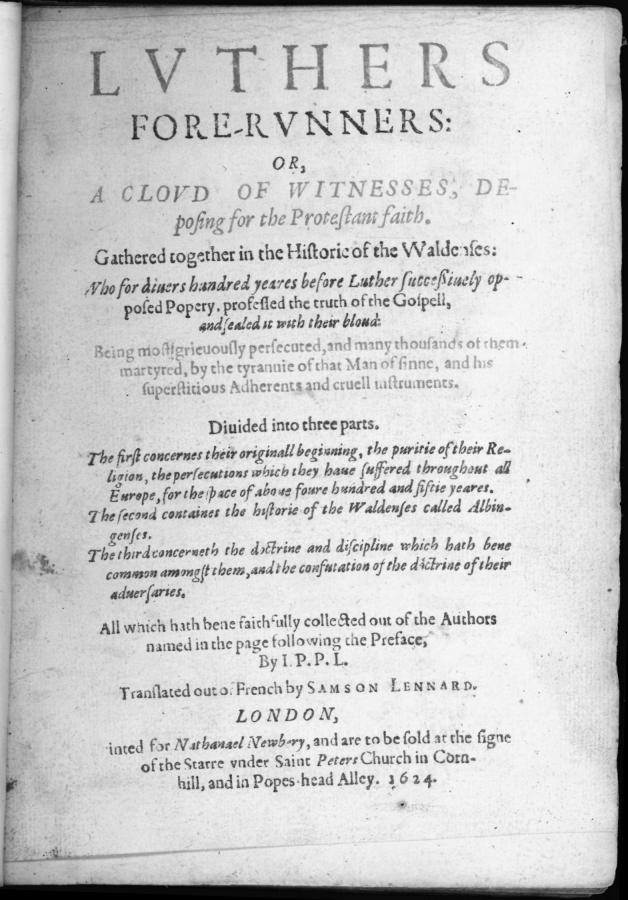 LVTHERS
FORE-RVNNERS:
OR,
A CLOVD OF WITNESSES, DE-
poſing for the Proteſtant faith.
Gathered together in the Hiſtorie of the Waldenſes:
Who for diuers hundred yeares before Luther ſucceſſiuely op-
poſed Popery, profeſſed the truth of the Goſpell,
and ſealed it with their bloud:
Being moſt grieuouſly perſecuted, and many thouſands of them
martyred, by the tyrannie of that Man of ſinne, and his
ſuperſtitious Adherents and cruell inſtruments.
Diuided into three parts.
The firſt concernes their originall beginning, the puritie of their Re-
ligion, the perſecutions which they haue ſuffered throughout all
Europe, for the ſpace of aboue foure hundred and fiftie yeares.
The ſecond containes the hiſtorie of the Waldenſes called Albin-
genſes.
The third concerneth the doctrine and diſcipline which hath bene
common amongſt them, and the confutation of the doctrine of their
aduerſaries.
All which hath bene faithfully collected out of the Authors
named in the page following the Preface,
By I. P. P. L.
Tranſlated out of French by SAMSON LENNARD.
LONDON,
inted for Nathanael Newbery, and are to be ſold at the ſigne
of the Starre vnder Saint Peters Church in Corn-
hill, and in Popes-head Alley. 1624.